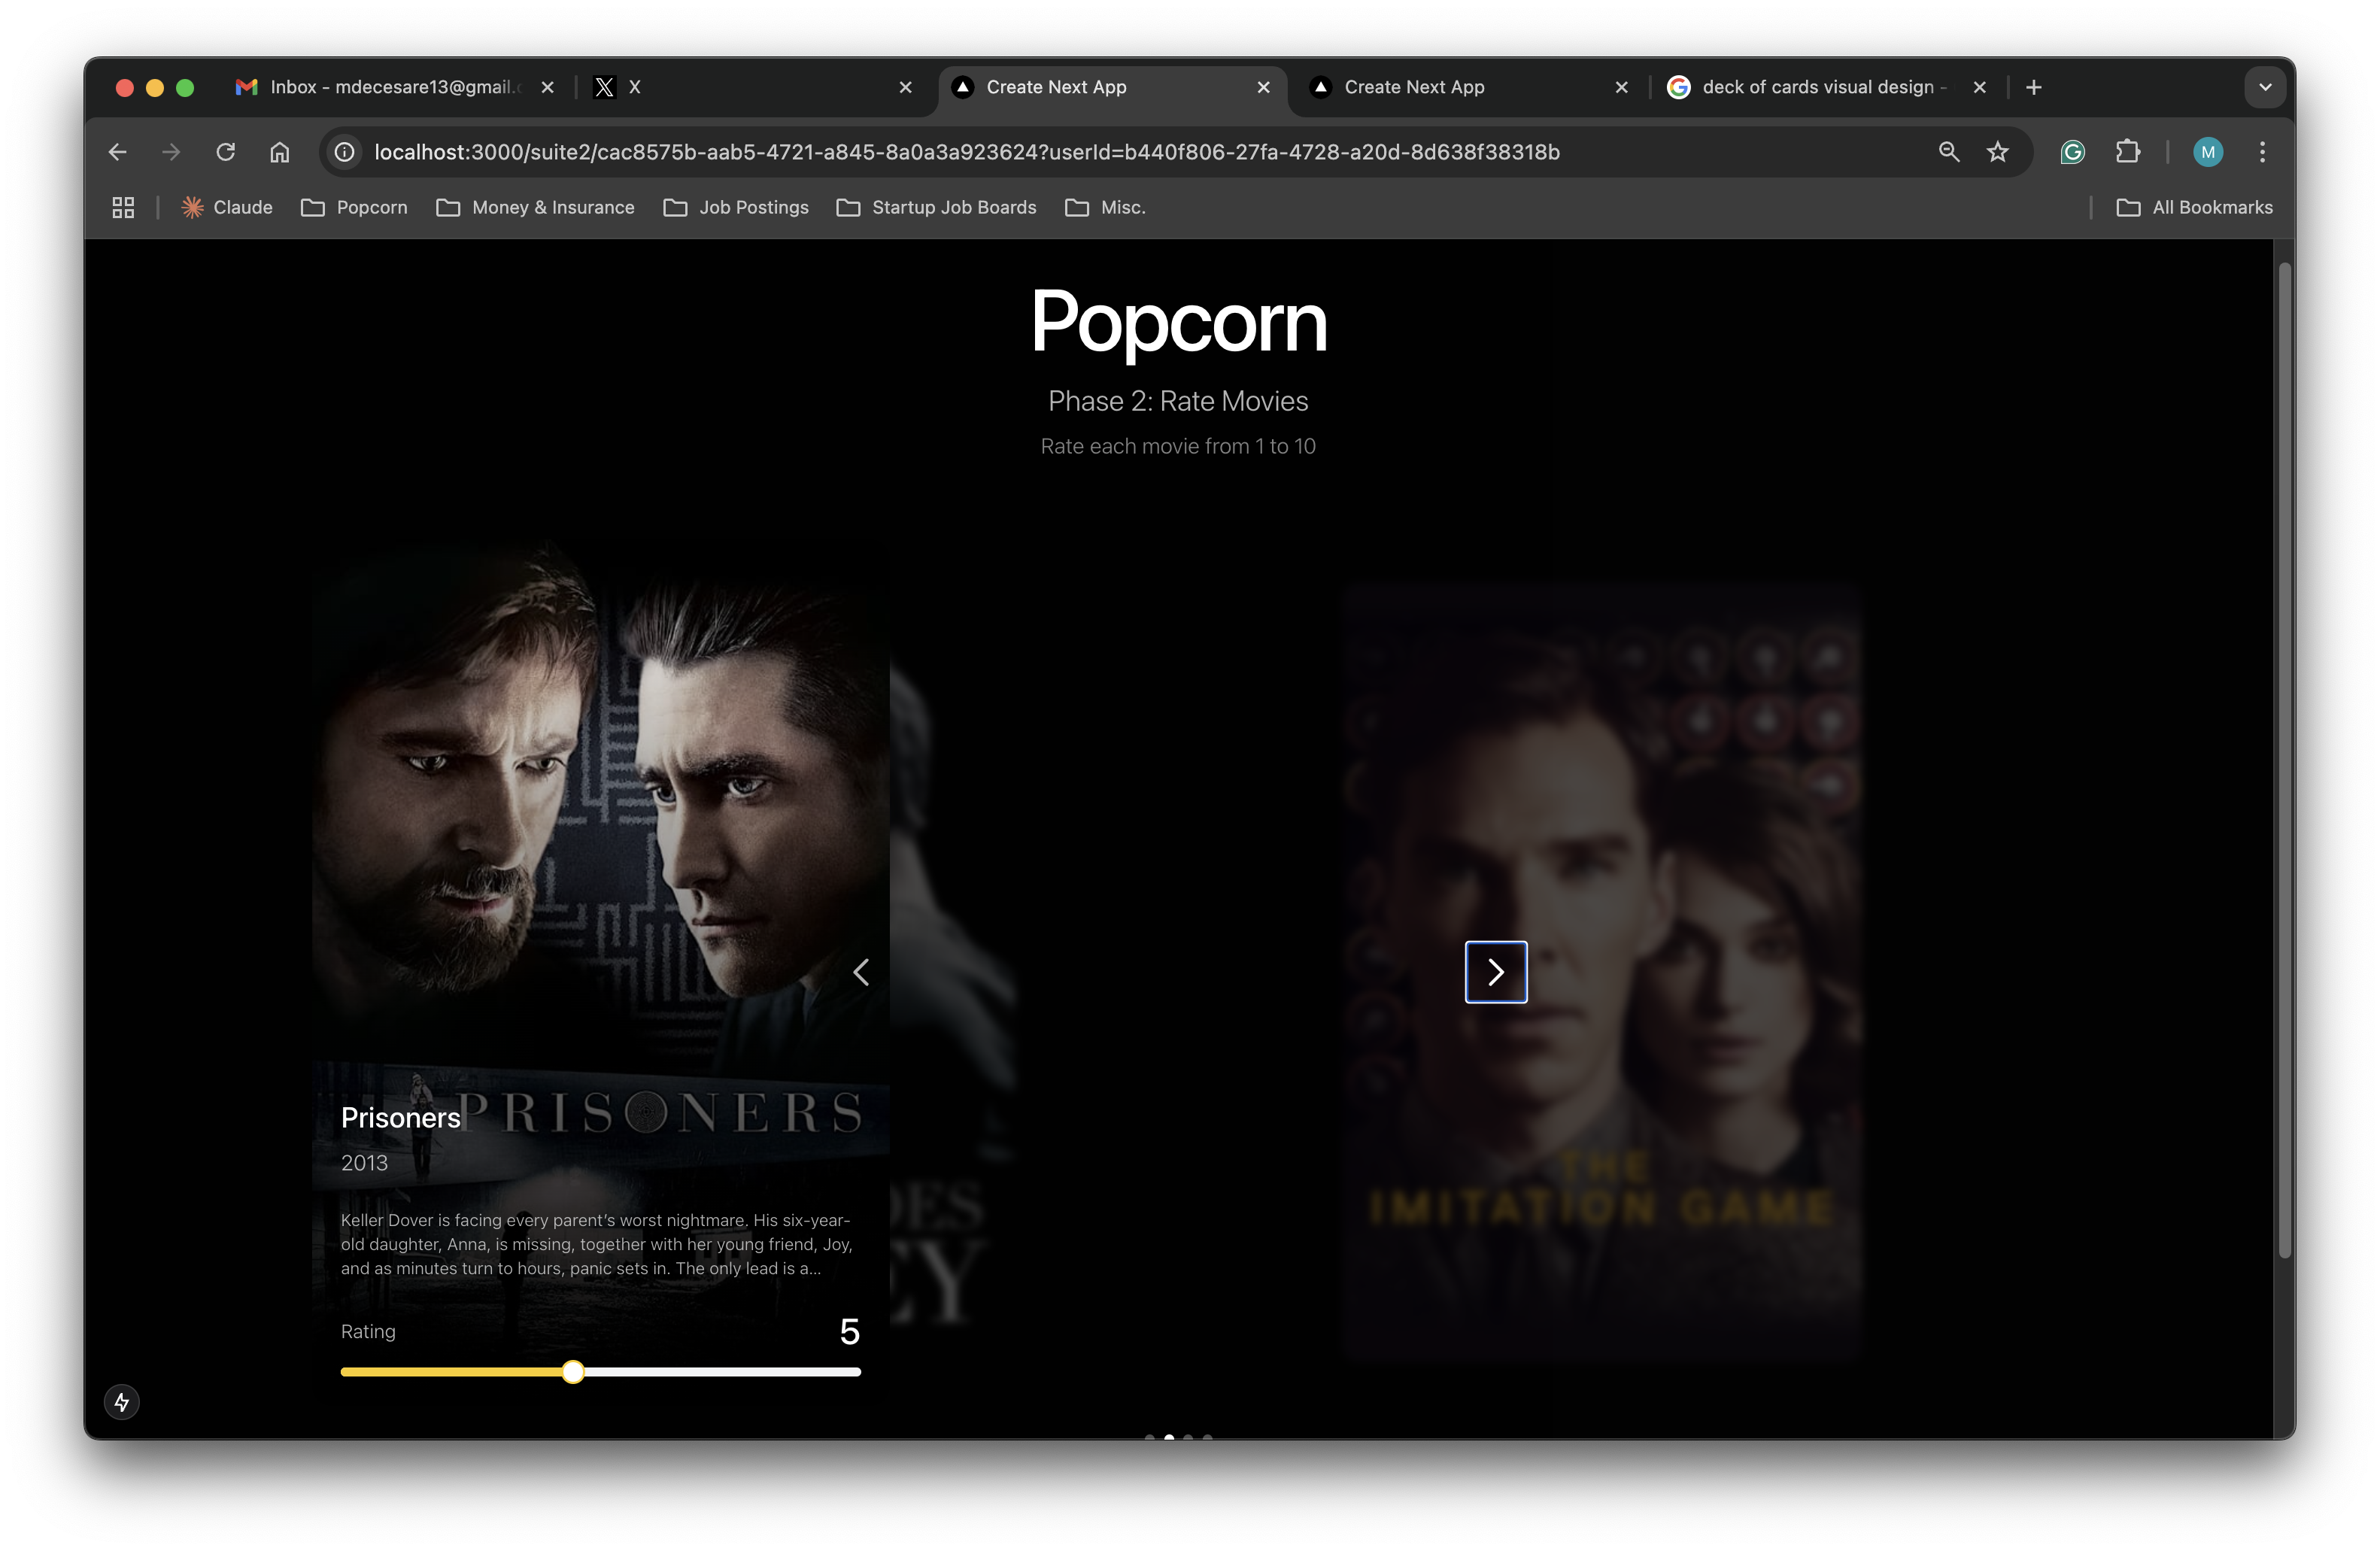 Inbox - mdecesare13@gmail.c
X
Create Next App
Create Next App
deck of cards visual design -
localhost:3000/suite2/cac8575b-aab5-4721-a845-8a0a3a923624?userId=b440f806-27fa-4728-a20d-8d638f38318b
M
Claude
Popcorn
Money & Insurance
Job Postings
Startup Job Boards
Misc.
All Bookmarks
Popcorn
Phase 2: Rate Movies
Rate each movie from 1 to 10
PRISONERS
Prisoners
2013
Keller Dover is facing every parent’s worst nightmare. His six-year-
old daughter, Anna, is missing, together with her young friend, Joy,
and as minutes turn to hours, panic sets in. The only lead is a...
Rating
5
THE
IMITATION GAME